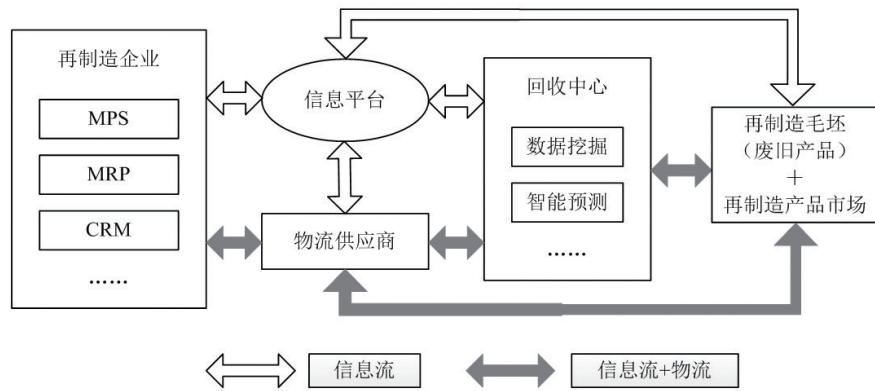 再制造企业
MPS
MRP
CRM
……
信息平台
物流供应商
回收中心
数据挖掘
智能预测
……
再制造毛坯
（废旧产品）
+
再制造产品市场
信息流
信息流+物流